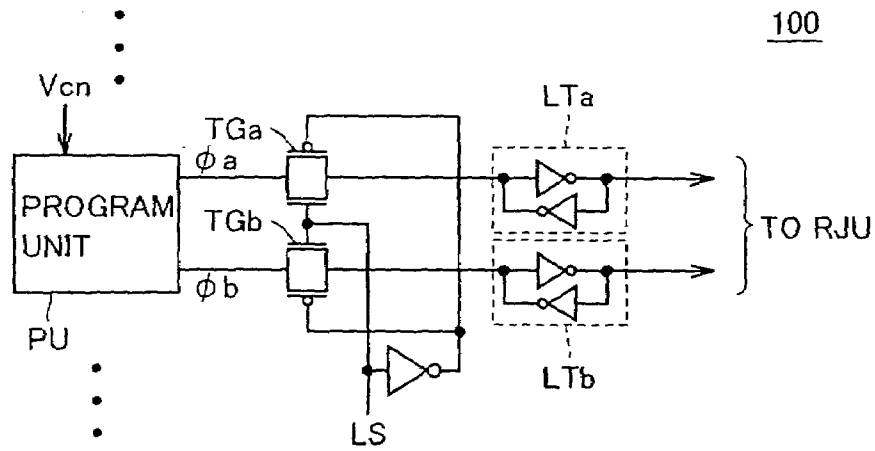 100
Vcn
LTa
TGa
ϕa
PROGRAM
UNIT
TGb
TO RJU
ϕb
PU
LTb
LS